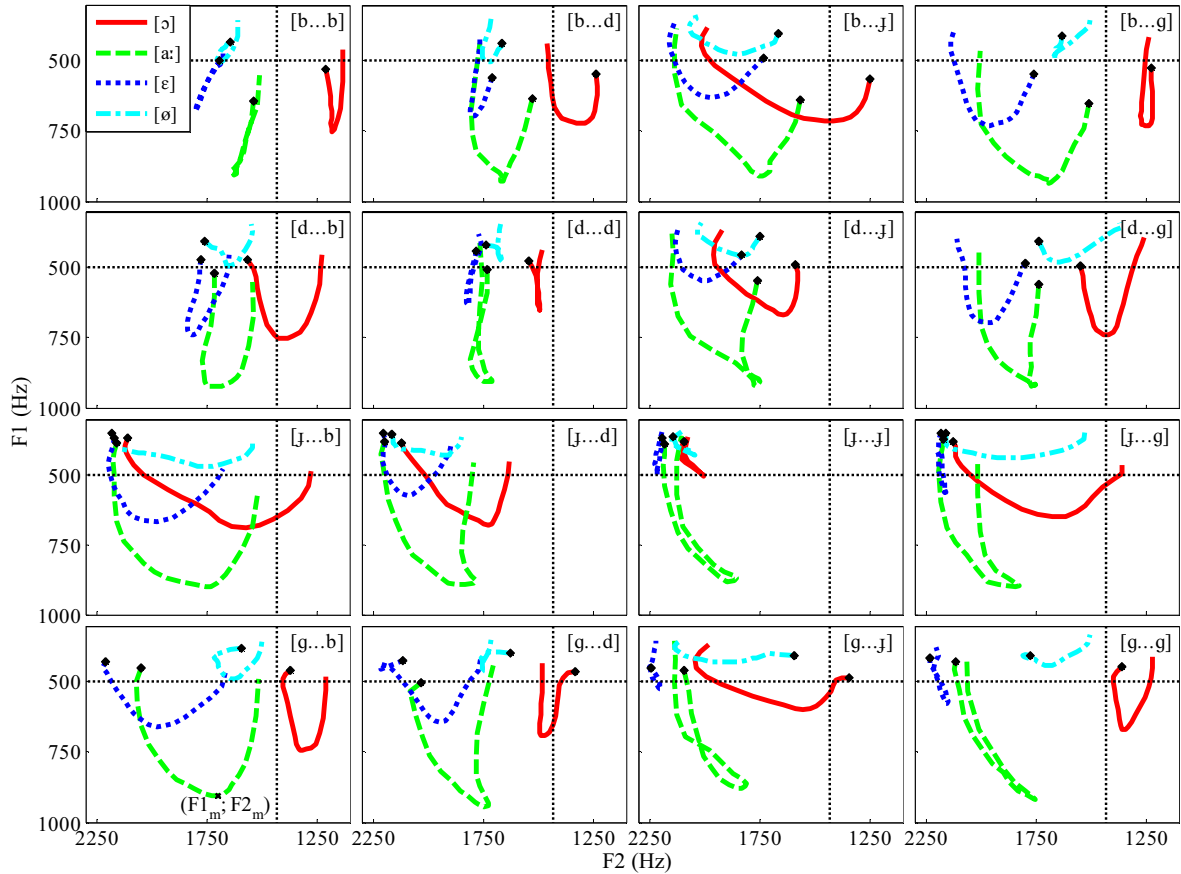 [b…b] [b…d] [b…ɟ] [b…ɡ]
[ɔ]
[aː]
[ɛ]
[ø]
500
750
1000
[d…b] [d…d] [d…ɟ] [d…ɡ]
500
750
1000
F1 (Hz)
[ɟ…b] [ɟ…d] [ɟ…ɟ] [ɟ…ɡ]
500
750
1000
[ɡ…b] [ɡ…d] [ɡ…ɟ] [ɡ…ɡ]
500
750
(F1m; F2m)
1000
2250 1750 1250 2250 1750 1250 2250 1750 1250 2250 1750 1250
F2 (Hz)